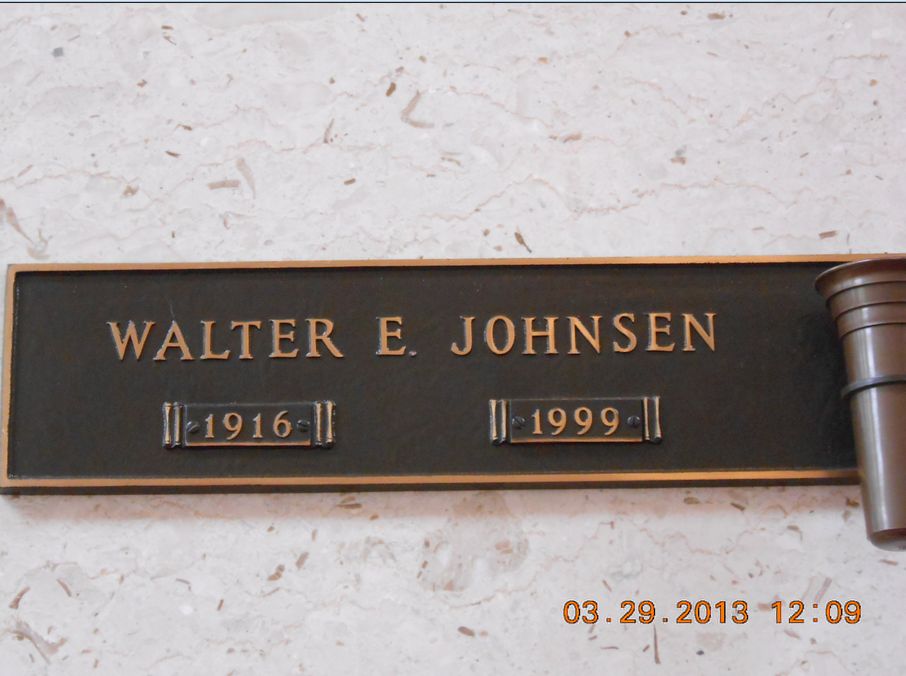 WALTER E. JOHNSEN
1916 1999
03.29.2013 12:09